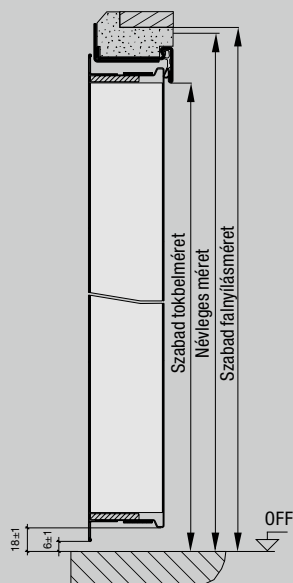 Szabad tokbelméret
Névleges méret
Szabad falnyílásméret
OFF
18±1
6±1